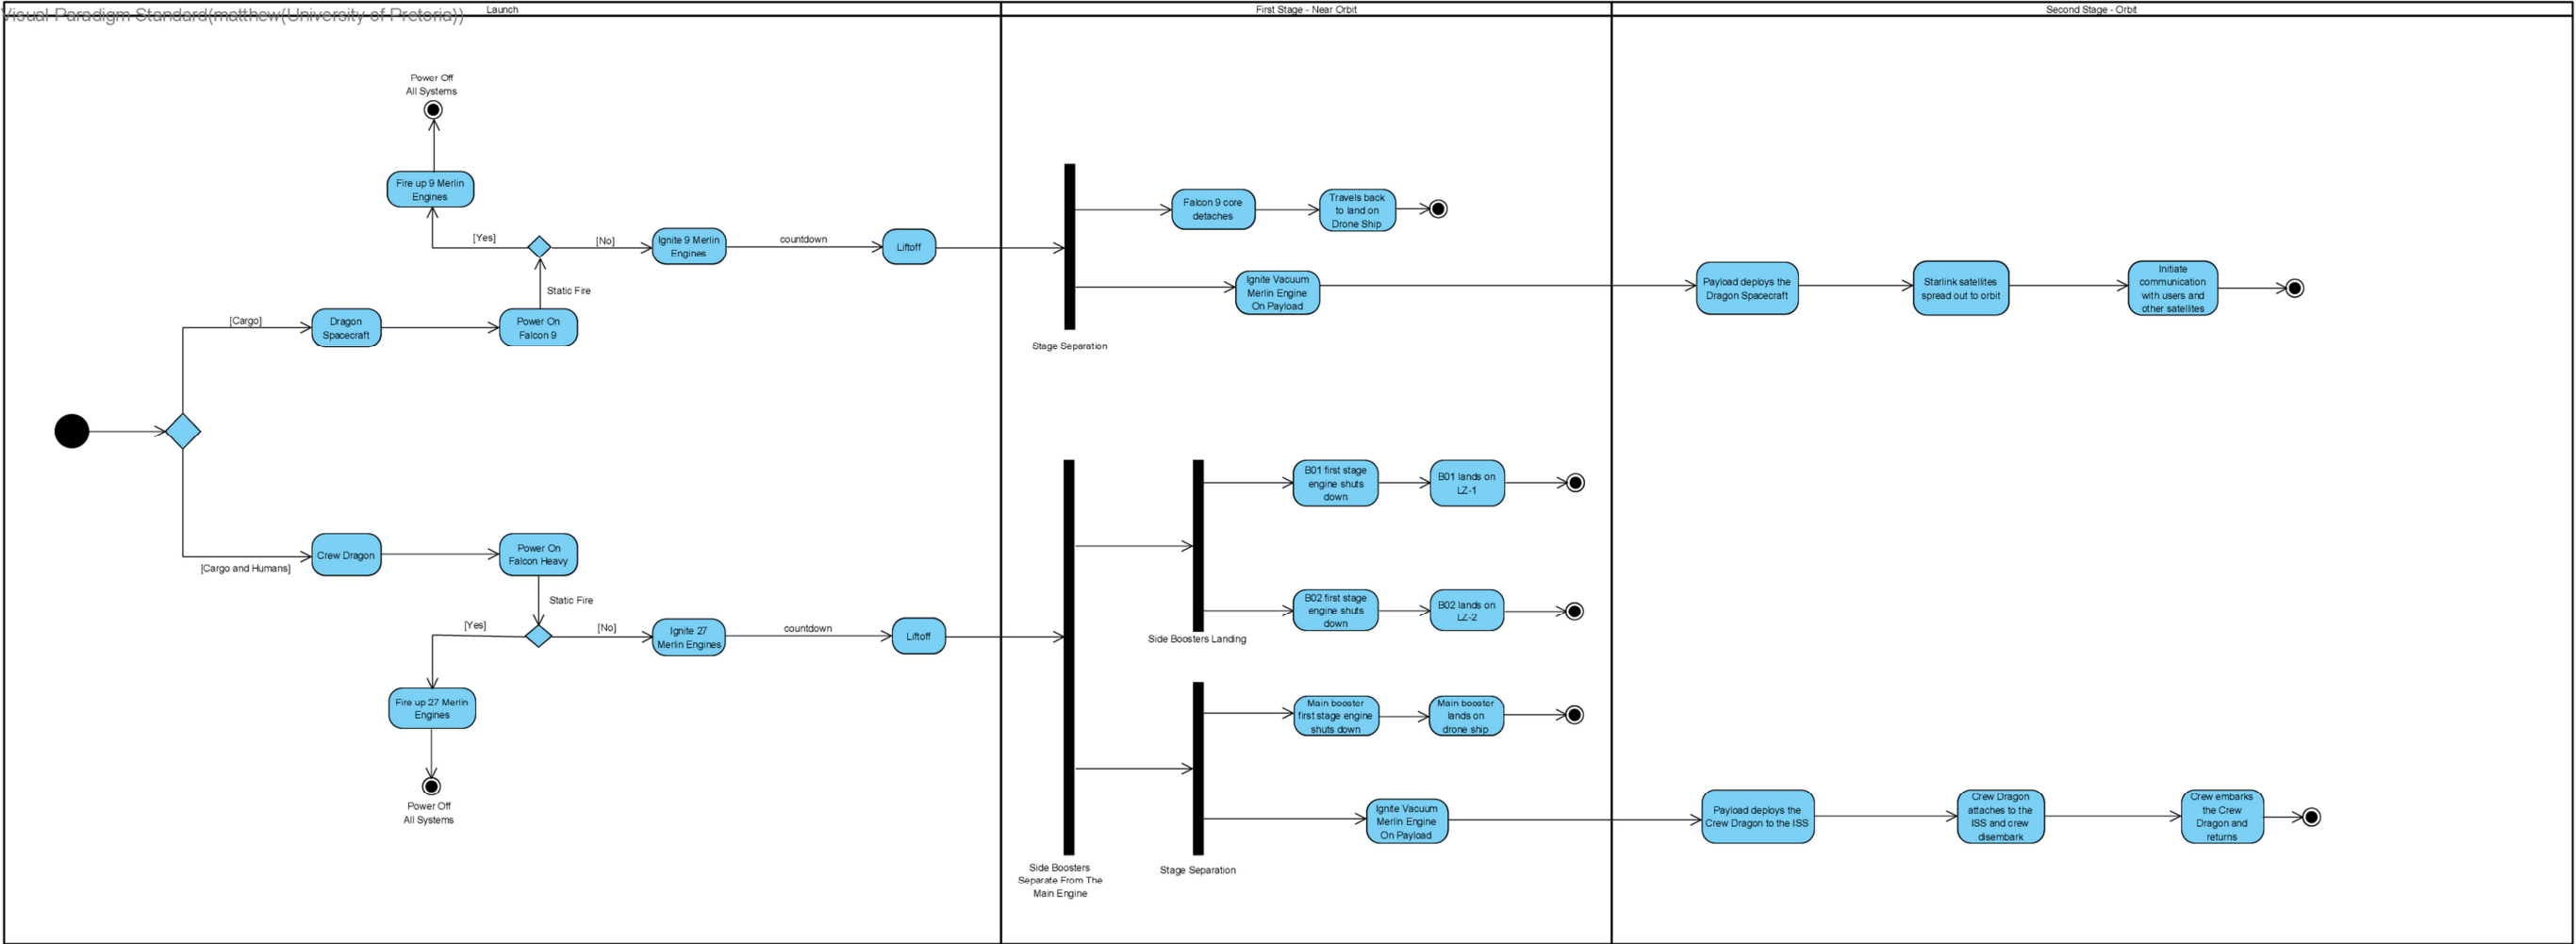 Visual Paradigm Standard(matthew(University of Pretoria))
Launch
First Stage - Near Orbit
Second Stage - Orbit
Power Off
All Systems
Fire up 9 Merlin
Engines
[Yes]
[No]
Ignite 9 Merlin
Engines
countdown
Liftoff
Static Fire
[Cargo]
Dragon
Spacecraft
Power On
Falcon 9
Falcon 9 core
detaches
Travels back
to land on
Drone Ship
Ignite Vacuum
Merlin Engine
On Payload
Stage Separation
Payload deploys the
Dragon Spacecraft
Starlink satellites
spread out to orbit
Initiate
communication
with users and
other satellites
[Cargo and Humans]
Crew Dragon
Power On
Falcon Heavy
Static Fire
[Yes]
[No]
Ignite 27
Merlin Engines
countdown
Liftoff
Fire up 27 Merlin
Engines
Power Off
All Systems
Side Boosters
Separate From The
Main Engine
B01 first stage
engine shuts
down
B01 lands on
LZ-1
B02 first stage
engine shuts
down
B02 lands on
LZ-2
Side Boosters Landing
Main booster
first stage engine
shuts down
Main booster
lands on
drone ship
Ignite Vacuum
Merlin Engine
On Payload
Stage Separation
Payload deploys the
Crew Dragon to the ISS
Crew Dragon
attaches to the
ISS and crew
disembark
Crew embarks
the Crew
Dragon and
returns